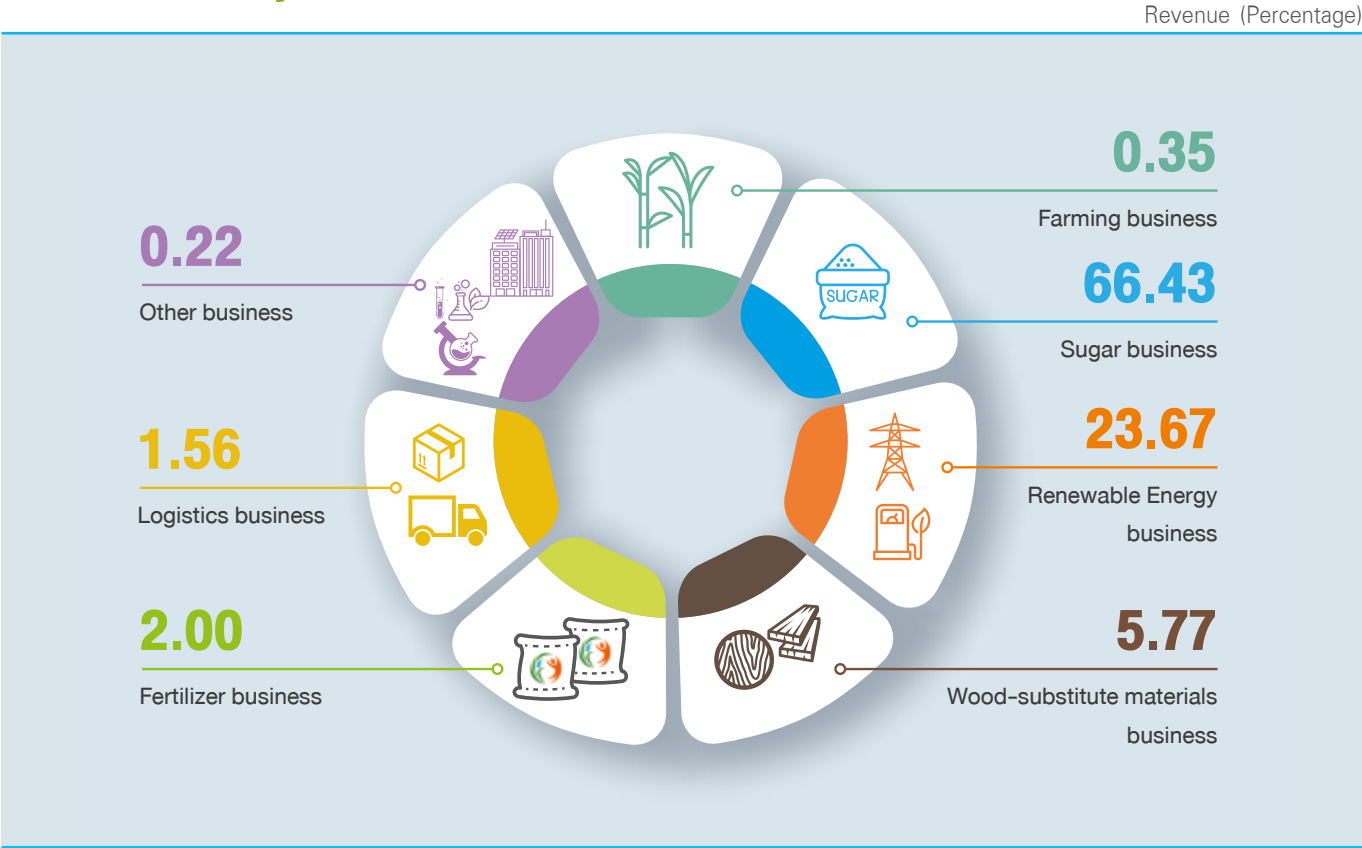 Revenue (Percentage)
0.35
Farming business
66.43
Sugar business
SUGAR
23.67
Renewable Energy
business
5.77
Wood-substitute materials
business
2.00
Fertilizer business
1.56
Logistics business
0.22
Other business